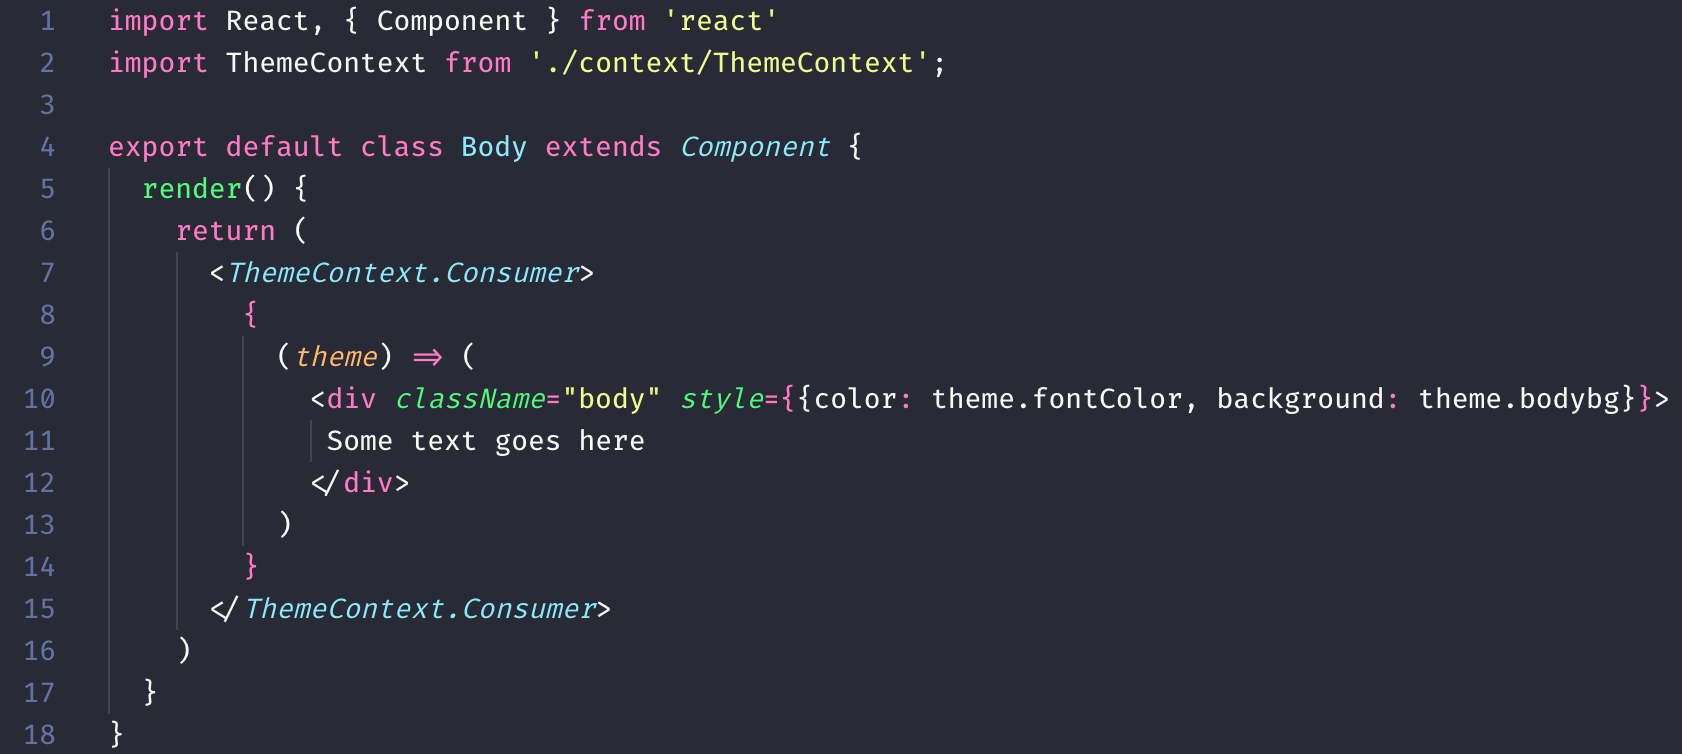 1 import React, { Component } from 'react'
2 import ThemeContext from './context/ThemeContext';
3
4 export default class Body extends Component {
5   render() {
6     return (
7       <ThemeContext.Consumer>
8         {
9           (theme) => (
10             <div className="body" style={{color: theme.fontColor, background: theme.bodybg}}>
11              Some text goes here
12             </div>
13           )
14         }
15       </ThemeContext.Consumer>
16     )
17   }
18 }